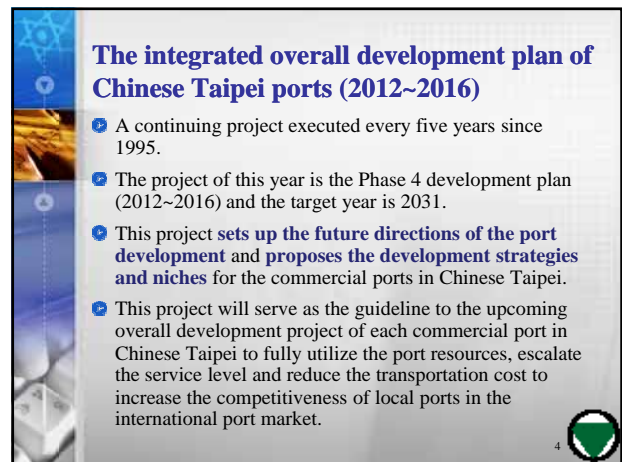 The integrated overall development plan of
Chinese Taipei ports (2012~2016)
A continuing project executed every five years since
1995.
The project of this year is the Phase 4 development plan
(2012~2016) and the target year is 2031.
This project sets up the future directions of the port
development and proposes the development strategies
and niches for the commercial ports in Chinese Taipei.
This project will serve as the guideline to the upcoming
overall development project of each commercial port in
Chinese Taipei to fully utilize the port resources, escalate
the service level and reduce the transportation cost to
increase the competitiveness of local ports in the
international port market.
4